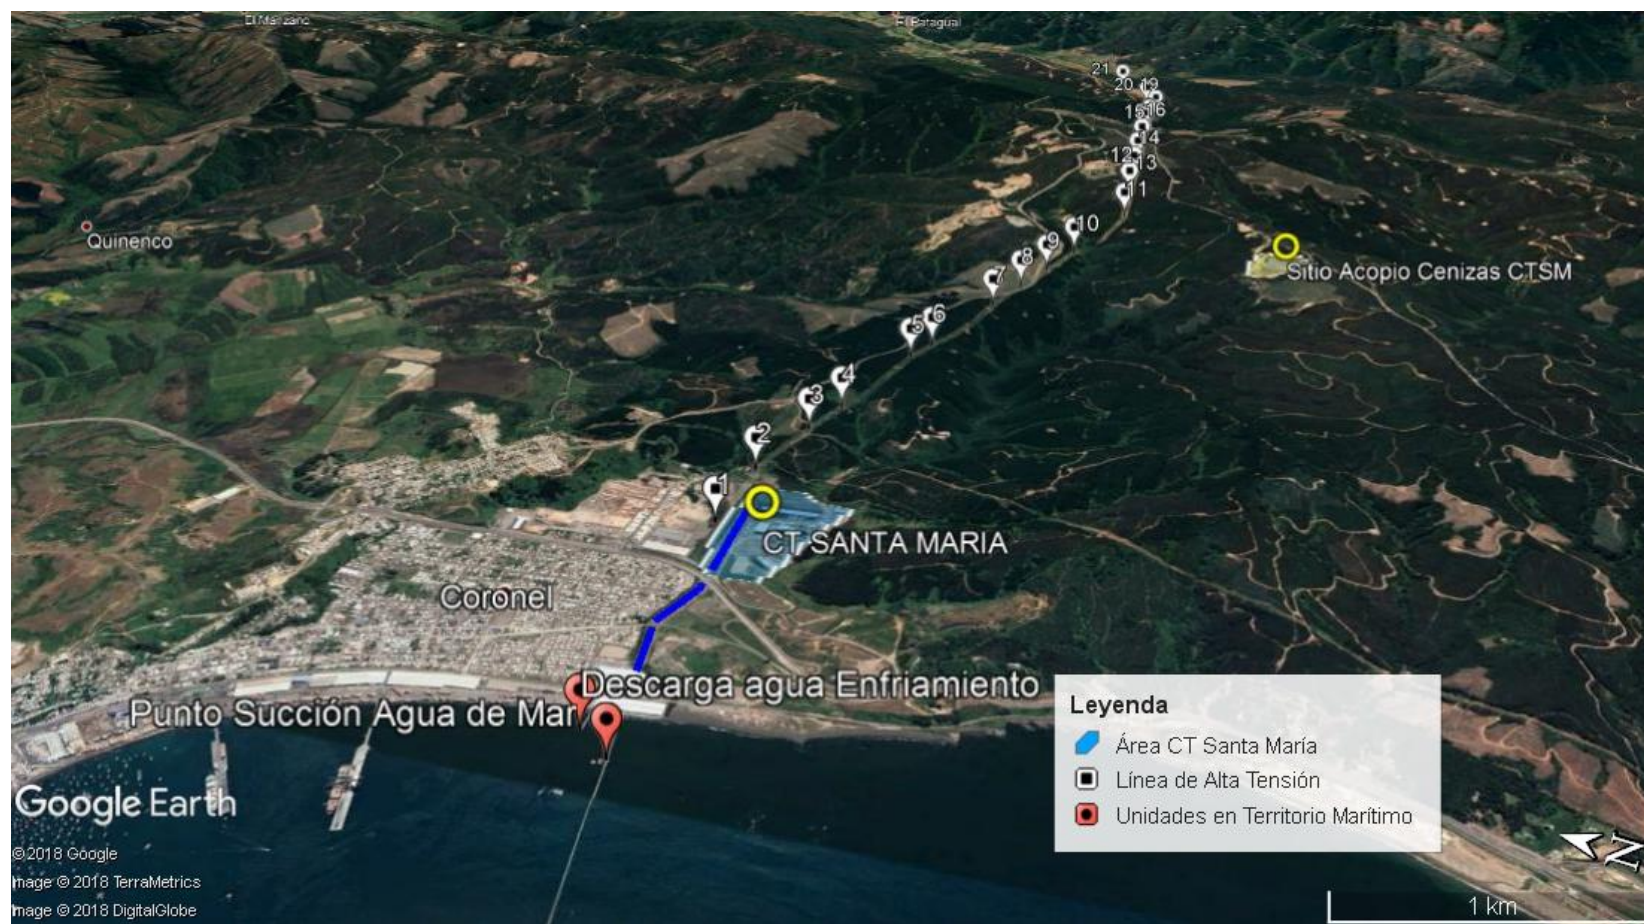 El Manzano
El Patagual
21
20 19
15 16
14
12 13
11
10
9
8
7
6
5
4
3
2
1
Quinenco
Sitio Acopio Cenizas CTSM
CT SANTA MARIA
Coronel
Descarga agua Enfriamiento
Punto Succión Agua de Mar
Leyenda
Área CT Santa María
Línea de Alta Tensión
Unidades en Territorio Marítimo
Google Earth
© 2018 Google
Image © 2018 TerraMetrics
Image © 2018 DigitalGlobe
N
1 km